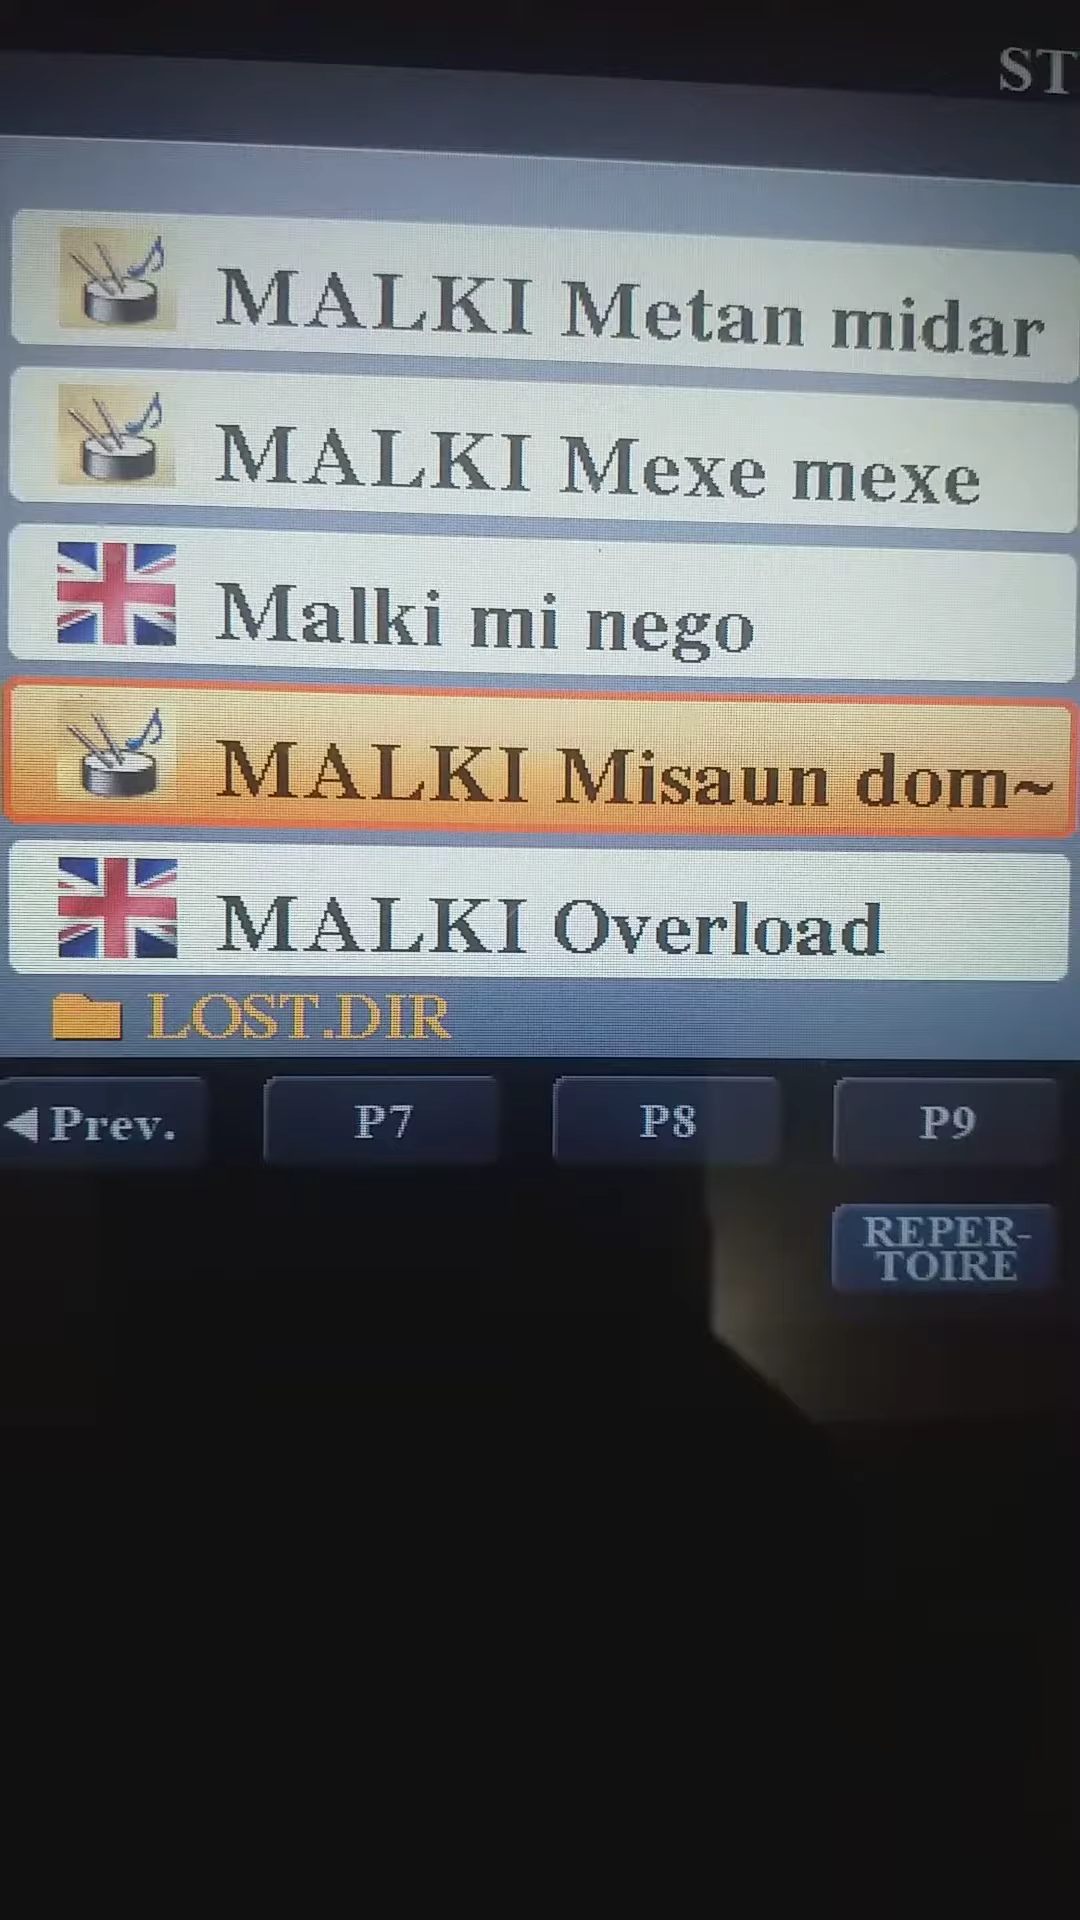 ST
MALKI Metan midar
MALKI Mexe mexe
Malki mi nego
MALKI Misaun dom~
MALKI Overload
LOST.DIR
Prev.
P7
P8
P9
REPER-
TOIRE